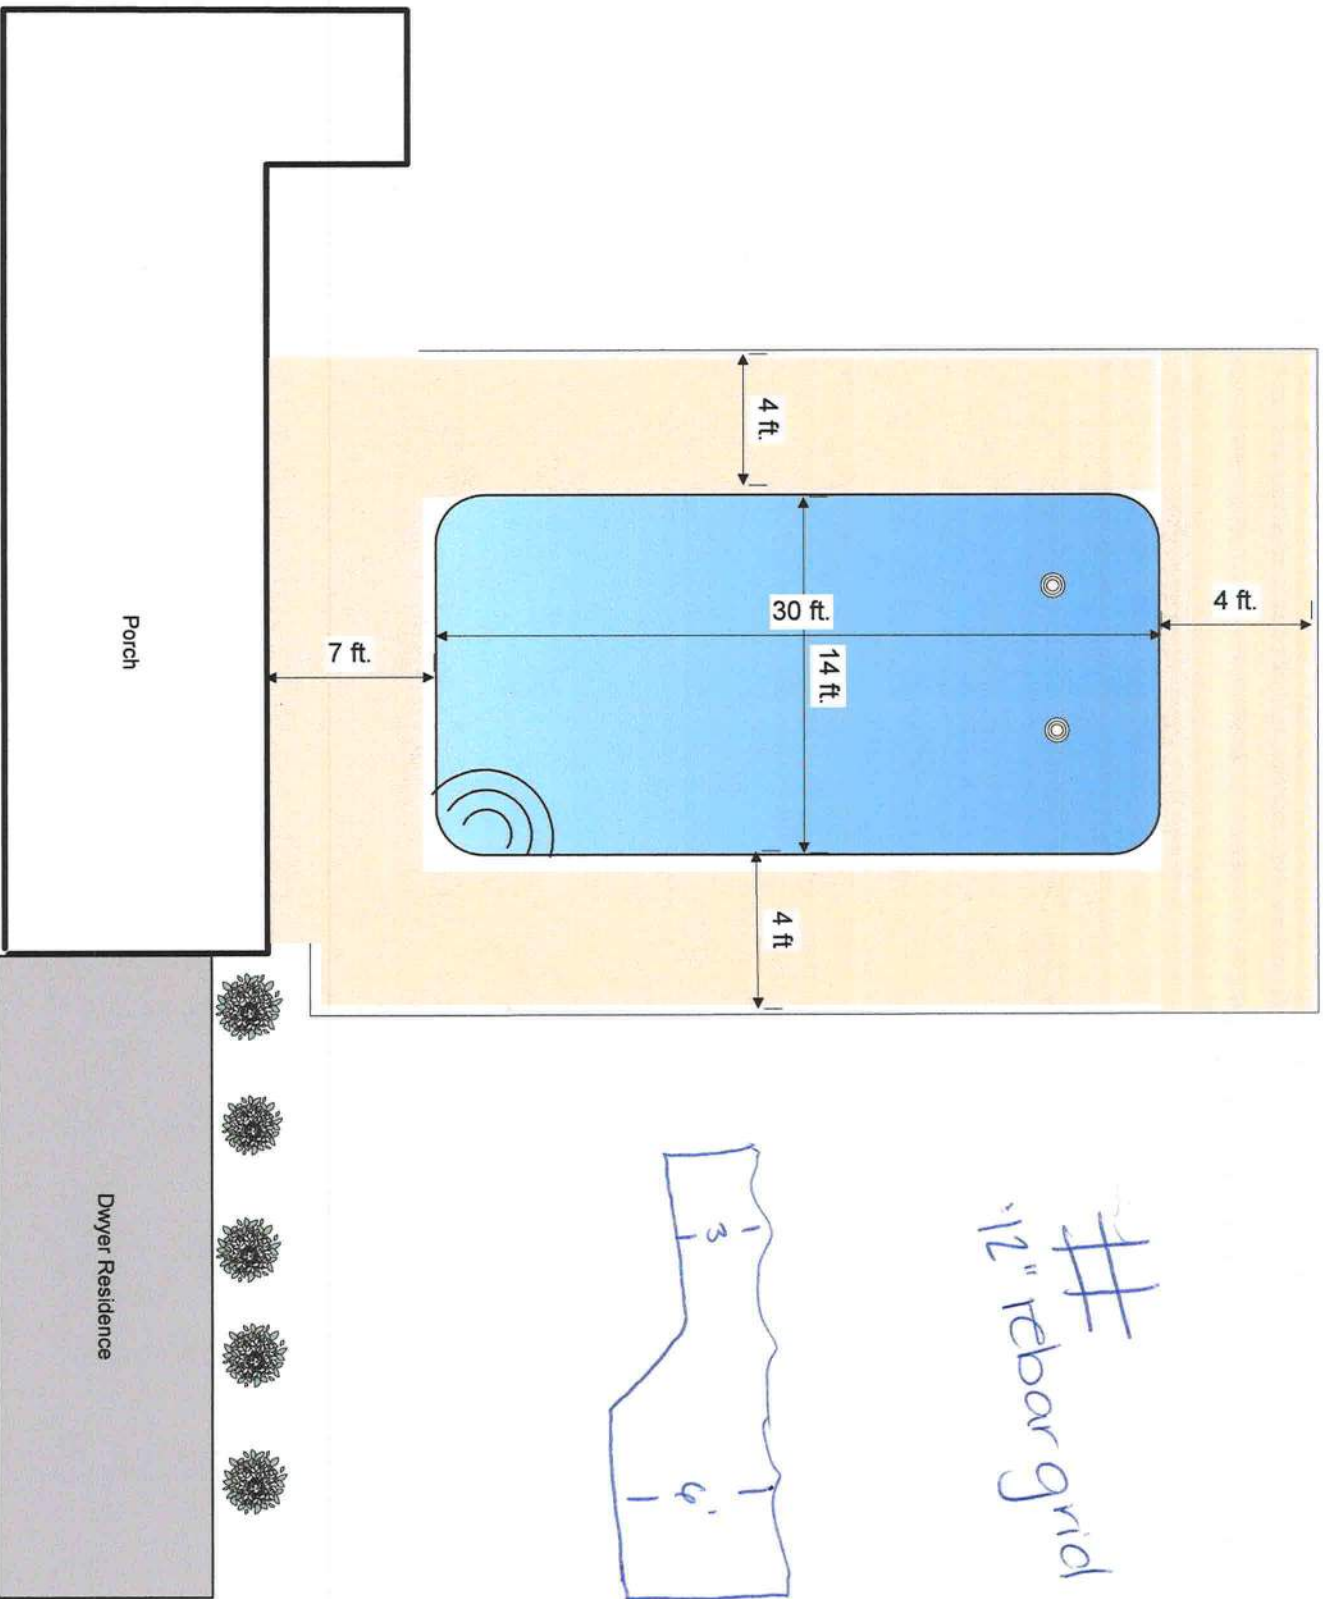 4 ft.
4 ft.
30 ft.
14 ft.
7 ft.
4 ft
Porch
Dwyer Residence
#
12" rebar grid
3
6'